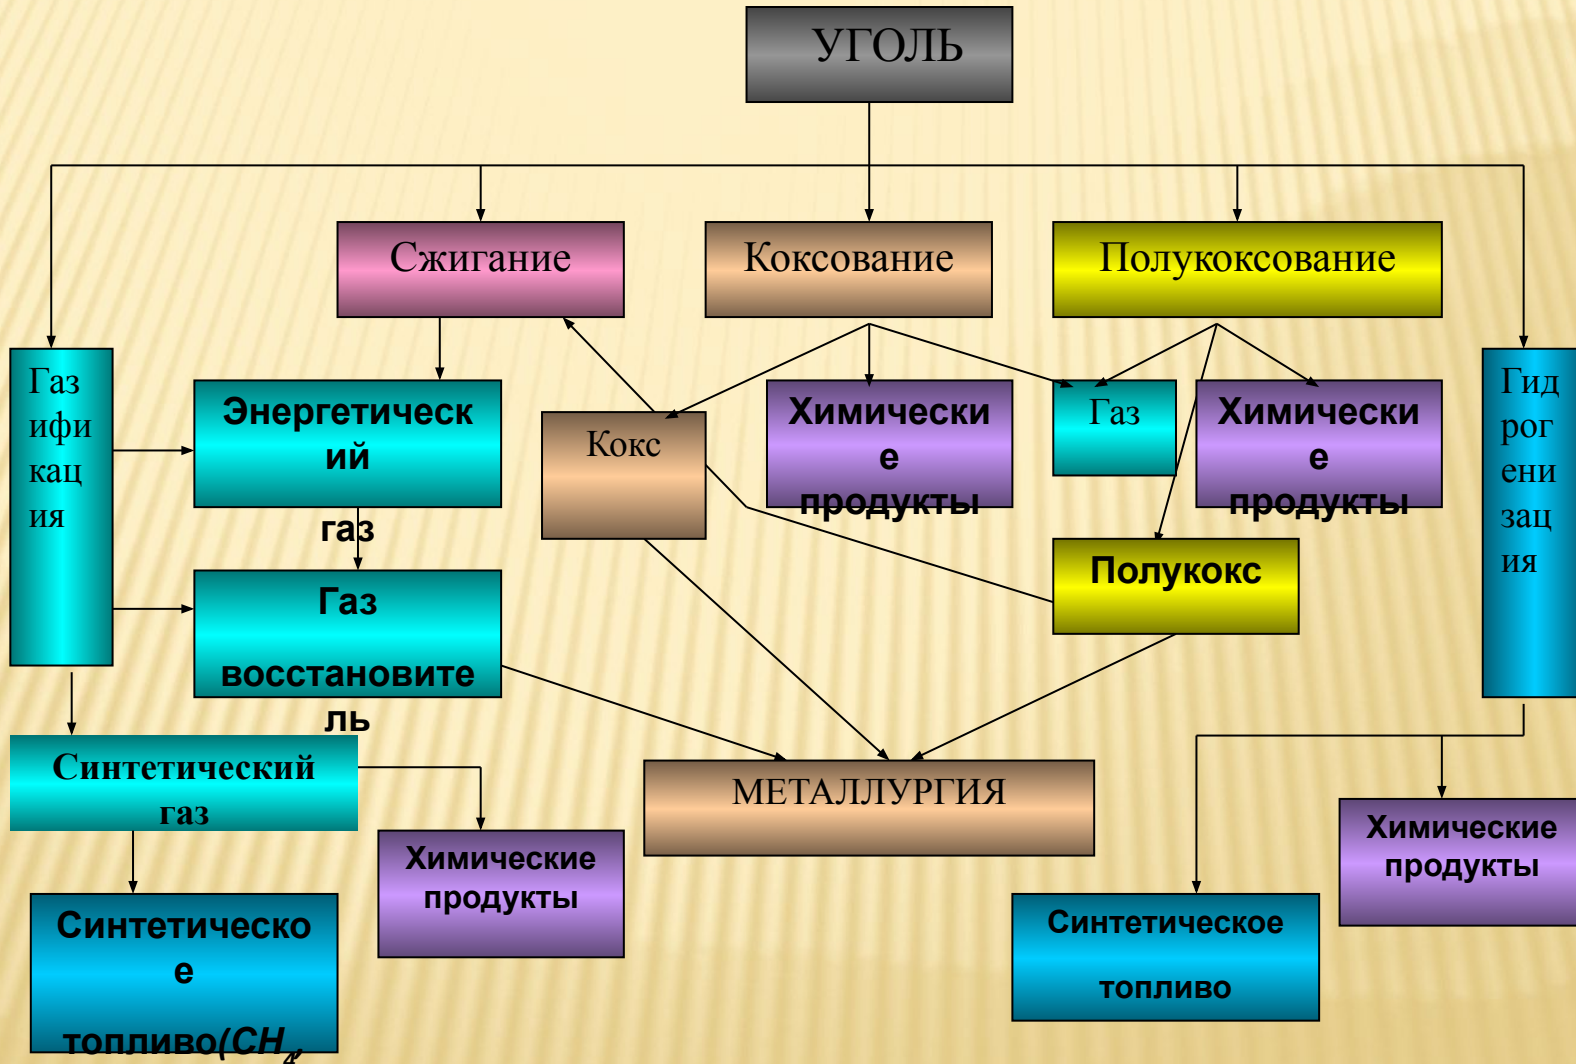 УГОЛЬ
Сжигание
Коксование
Полукоксование
Газ
ифи
кац
ия
Энергетическ
ий
газ
Кокс
Химически
е
продукты
Газ
Химически
е
продукты
Гид
рог
ени
зац
ия
Газ
восстановите
ль
Полукокс
Синтетический
газ
МЕТАЛЛУРГИЯ
Химические
продукты
Химические
продукты
Синтетическо
е
топливо(CH4,
Синтетическое
топливо